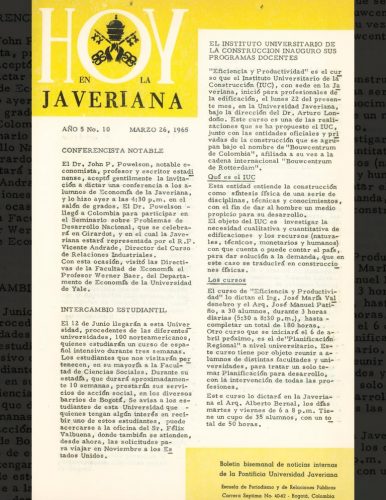 HOY
EN LA
JAVERIANA
AÑO 5 No. 10 MARZO 26, 1965
CONFERENCISTA NOTABLE
El Dr. John P, Powelson, notable e-
conomista, profesor y escritor estadi
nense, aceptó gentilmente la invita-
ción a dictar una conferencia a los a-
lumnos de Economía de la Javeriana,
y lo hizo ayer a las 4:30 p.m. en el
salón de grados. El Dr. Powelson
llegó a Colombia para participar en
el Seminario sobre Problemas de
Desarrollo Nacional, que se celebra-
rá en Girardot, y en el cual la Javer-
iana estará representada por el R.P.
Vicente Andrade, Director del Curso
de Relaciones Industriales.
Con esta ocasión, visitó las Directi-
vas de la Facultad de Economía el
Profesor Werner Baer, del Departa-
mento de Economía de la Universidad
de Yale.
INTERCAMBIO ESTUDIANTIL
El 12 de Junio llegarán a esta Univer
sidad, procedentes de las diferentes
universidades, 100 norteamericanos,
quienes estudiarán un curso de espa-
ñol intensivo durante tres semanas.
Los estudiantes que nos visitarán per
tenecen, en su mayoría a la Facul-
tad de Ciencias Sociales. Durante su
estadía, que durará aproximadamen-
te 10 semanas, prestarán sus servi-
cios de acción social, en los diversos
barrios de Bogotá. Se avisa a los es-
tudiantes de esta Universidad que
quienes tengan algún interés en recibir
uno de estos estudiantes, pueden
acercarse a la oficina del Sr. Félix
Valbuena, donde también se atienden,
desde ahora, las solicitudes pa-
ra viajar en Noviembre a los Es
tados Unidos.
EL INSTITUTO UNIVERSITARIO DE
LA CONSTRUCCION INAUGURO SUS
PROGRAMAS DOCENTES
"Eficiencia y Productividad" es el cur
so que el Instituto Universitario de la
Construcción (IUC), con sede en la Ja
veriana, inició para profesionales de
la edificación, el lunes 22 del presen-
te mes, en la Universidad Javeriana,
bajo la dirección del Dr. Arturo Lon-
doño. Este curso es una de las reali-
zaciones que se ha propuesto el IUC,
junto con las entidades oficiales y pri
vadas de la construcción que se agru-
pan bajo el nombre de "Bouwcentrum
de Colombia", afiliada a su vez a la
cadena internacional "Bouwcentrum
de Rotterdam".
Qué es el IUC
Esta entidad entiende la construcción
como síntesis física de una serie de
disciplinas, técnicas y conocimientos,
con el fin de dar al hombre un medio
propicio para su desarrollo.
El objeto del IUC es investigar la
necesidad cualitativa y cuantitativa de
edificaciones y los recursos (natura-
les, técnicos, monetarios y humanos)
con que cuenta o puede contar el país,
para dar solución a la demanda, que en
este caso se traducirá en construccio-
nes físicas.
Los cursos
El curso de "Eficiencia y Productivi-
dad" lo dictan el Ing. José María Val
denebro y el Arq. José Manuel Pati-
ño, a 30 alumnos, durante 3 horas
diarias (5:30 a 8:30 p.m.), hasta
completar un total de 180 horas.
Otro curso que se iniciará el 6 de a-
bril próximo, es el de "Planificación
Regional" a nivel universitario. Es-
te curso tiene por objeto reunir a a-
lumnos de distintas facultades y uni-
versidades, para tratar un solo te-
ma: Planificación para desarrollo,
con la intervención de todas las pro-
fesiones.
Este curso lo dictará en la Javeria-
na el Arq. Alberto Bernal, los días
martes y viernes de 6 a 8 p.m. Tie-
ne un cupo de 35 alumnos, con un to
tal de 50 horas.
Boletín bisemanal de noticias internas
de la Pontificia Universidad Javeriana
Escuela de Periodismo y de Relaciones Públicas
Carrera Séptima No 40-62 - Bogotá, Colombia